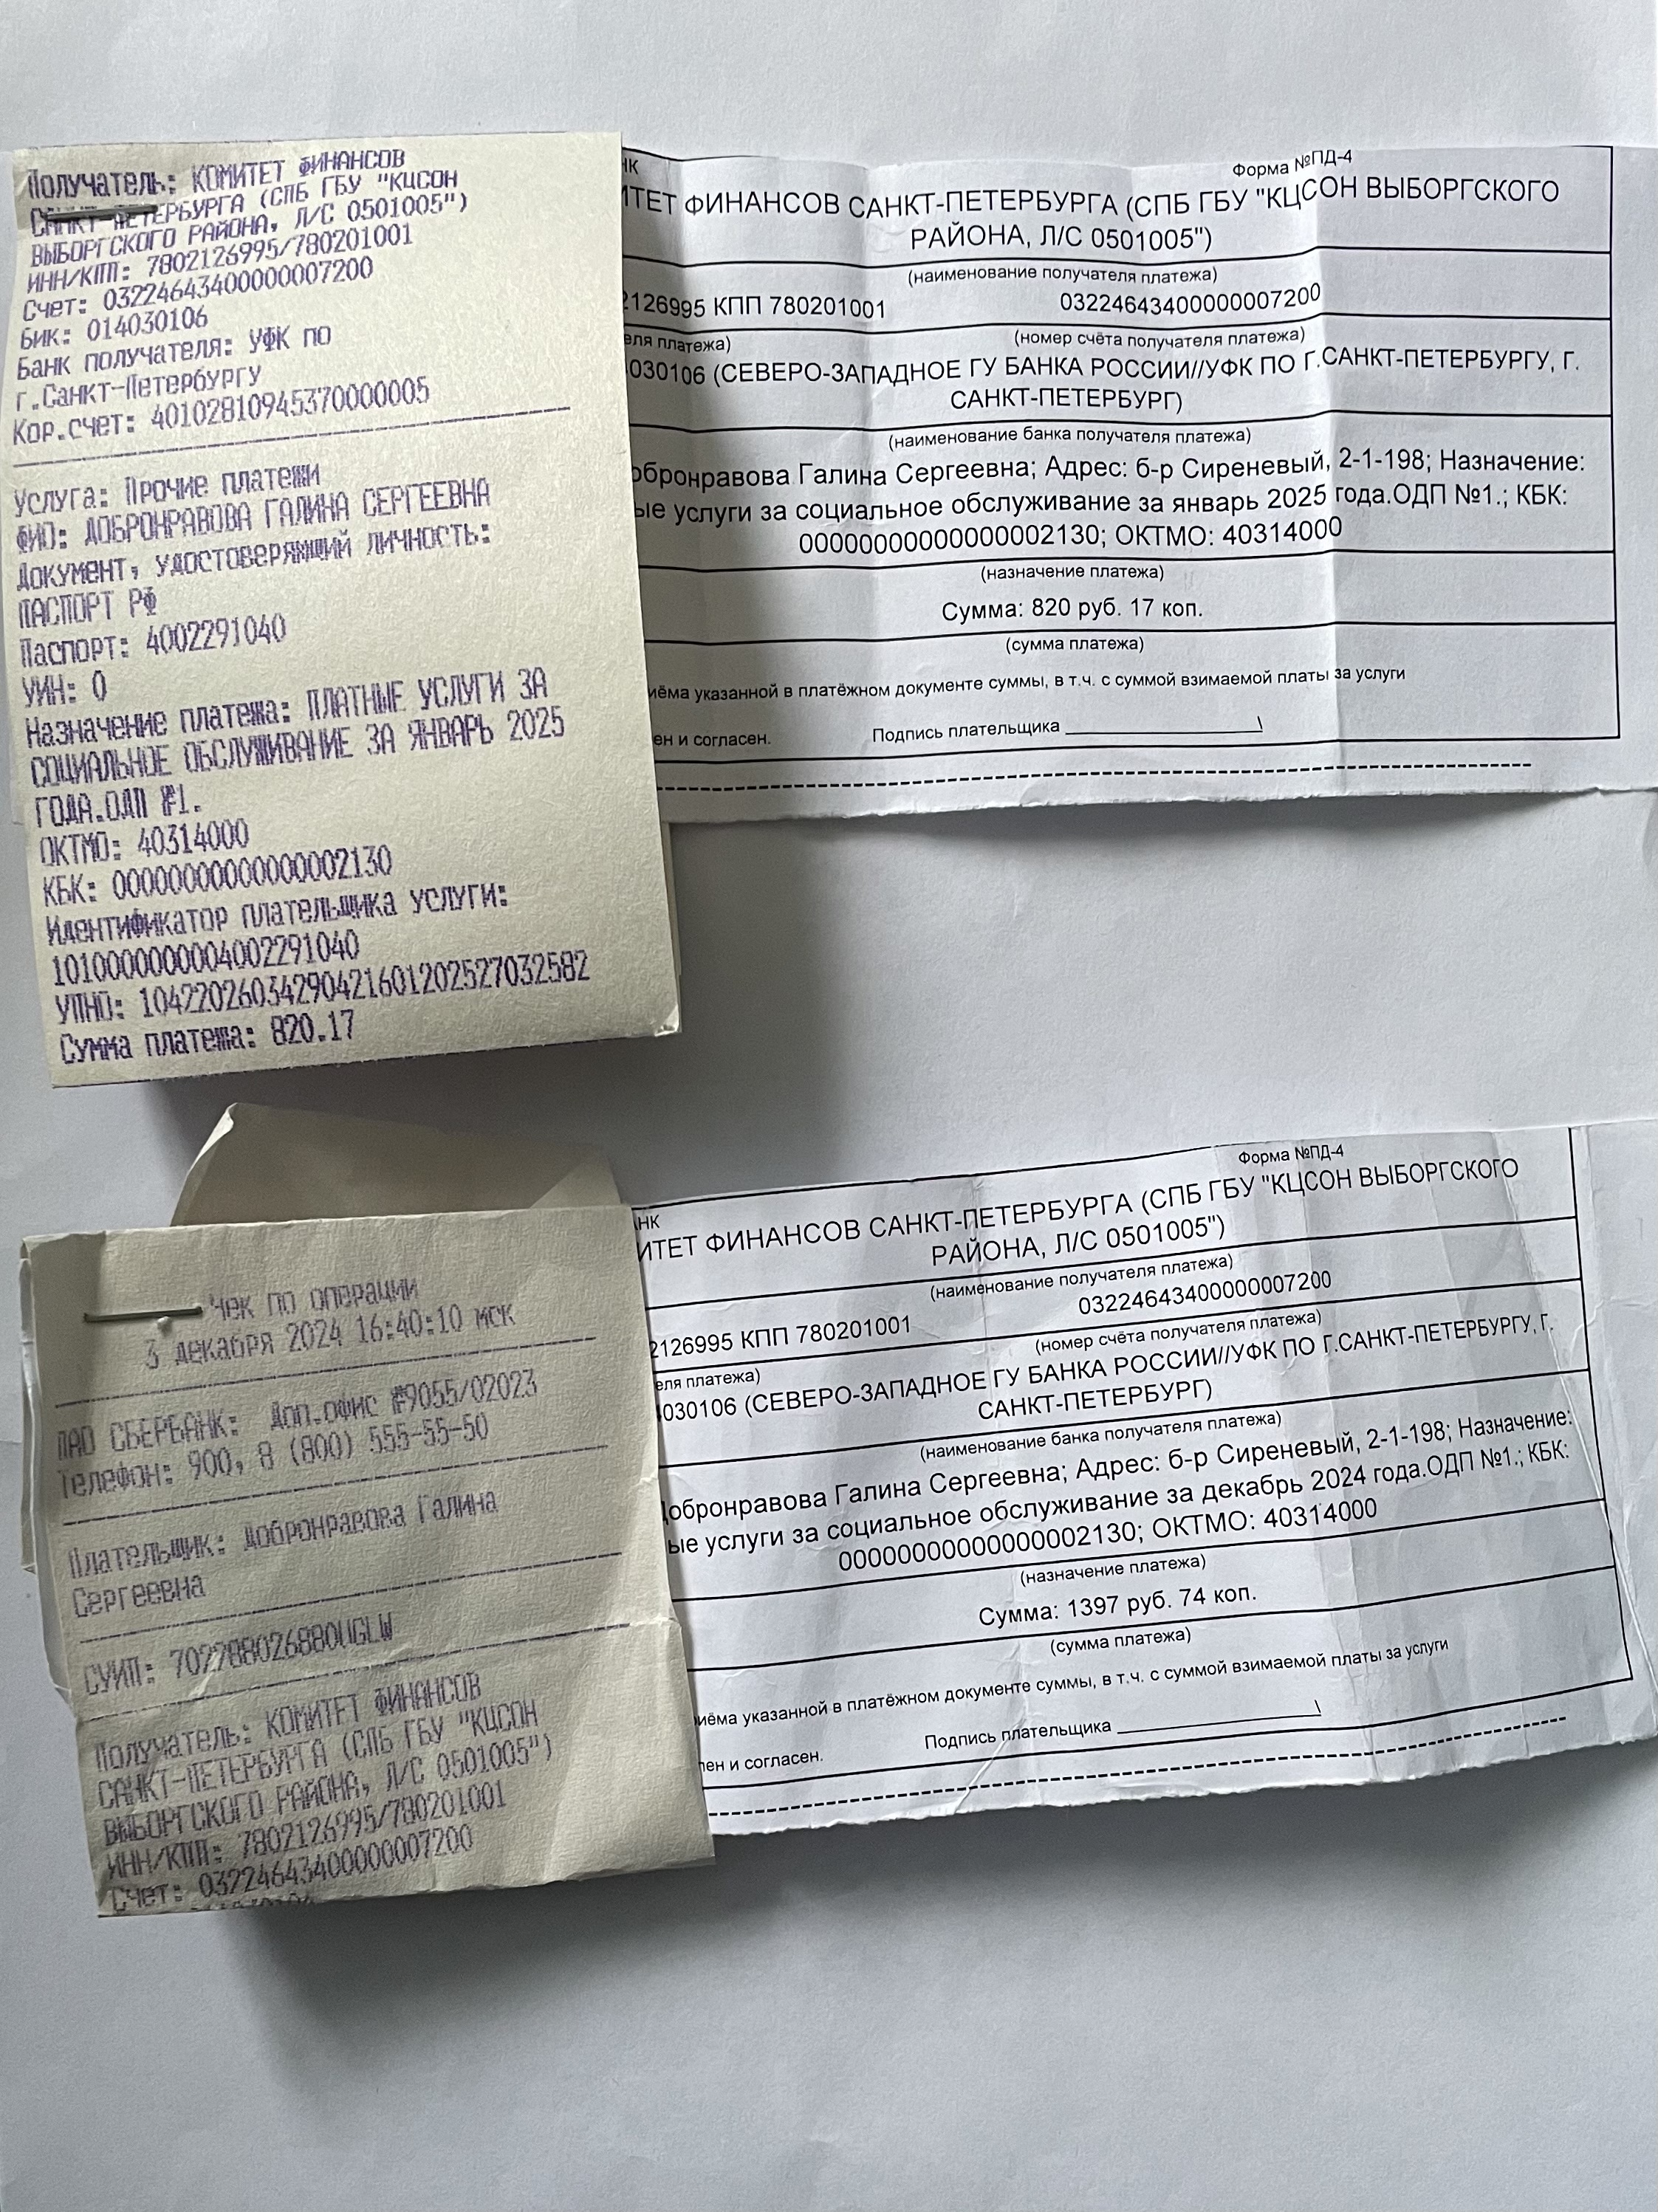 Получатель: КОМИТЕТ ФИНАНСОВ
САНКТ-ПЕТЕРБУРГА (СПБ ГБУ "КЦСОН
ВЫБОРГСКОГО РАЙОНА, Л/С 0501005")
ИНН/КПП: 7802126995/780201001
Счет: 03224643400000007200
Бик: 014030106
Банк получателя: УФК по
г.Санкт-Петербургу
Кор.счет: 40102810945370000005
Услуга: Прочие платежи
ФИО: ДОБРОНРАВОВА ГАЛИНА СЕРГЕЕВНА
Документ, удостоверяющий личность:
ПАСПОРТ РФ
Паспорт: 4002291040
УИН: 0
Назначение платежа: ПЛАТНЫЕ УСЛУГИ ЗА
СОЦИАЛЬНОЕ ОБСЛУЖИВАНИЕ ЗА ЯНВАРЬ 2025
ГОДА.ОДП №1.
ОКТМО: 40314000
КБК: 00000000000000002130
Идентификатор плательщика услуги:
1010000000004002291040
УПНО: 10422026034290421601202527032582
Сумма платежа: 820.17
НК
Форма №ПД-4
ИТЕТ ФИНАНСОВ САНКТ-ПЕТЕРБУРГА (СПБ ГБУ "КЦСОН ВЫБОРГСКОГО
РАЙОНА, Л/С 0501005")
(наименование получателя платежа)
2126995 КПП 780201001 03224643400000007200
еля платежа) (номер счёта получателя платежа)
030106 (СЕВЕРО-ЗАПАДНОЕ ГУ БАНКА РОССИИ//УФК ПО Г.САНКТ-ПЕТЕРБУРГУ, Г.
САНКТ-ПЕТЕРБУРГ)
(наименование банка получателя платежа)
обронравова Галина Сергеевна; Адрес: б-р Сиреневый, 2-1-198; Назначение:
ые услуги за социальное обслуживание за январь 2025 года.ОДП №1.; КБК:
00000000000000002130; ОКТМО: 40314000
(назначение платежа)
Сумма: 820 руб. 17 коп.
(сумма платежа)
иёма указанной в платёжном документе суммы, в т.ч. с суммой взимаемой платы за услуги
ен и согласен. Подпись плательщика
Чек по операции
3 декабря 2024 16:40:10 мск
ПАО СБЕРБАНК: Доп.офис №9055/02023
Телефон: 900, 8 (800) 555-55-50
Плательщик: Добронравова Галина
Сергеевна
СУИП: 702788026880UGLW
Получатель: КОМИТЕТ ФИНАНСОВ
САНКТ-ПЕТЕРБУРГА (СПБ ГБУ "КЦСОН
ВЫБОРГСКОГО РАЙОНА, Л/С 0501005")
ИНН/КПП: 7802126995/780201001
Счет: 03224643400000007200
НК
Форма №ПД-4
ИТЕТ ФИНАНСОВ САНКТ-ПЕТЕРБУРГА (СПБ ГБУ "КЦСОН ВЫБОРГСКОГО
РАЙОНА, Л/С 0501005")
(наименование получателя платежа)
2126995 КПП 780201001 03224643400000007200
еля платежа) (номер счёта получателя платежа)
030106 (СЕВЕРО-ЗАПАДНОЕ ГУ БАНКА РОССИИ//УФК ПО Г.САНКТ-ПЕТЕРБУРГУ, Г.
САНКТ-ПЕТЕРБУРГ)
(наименование банка получателя платежа)
Добронравова Галина Сергеевна; Адрес: б-р Сиреневый, 2-1-198; Назначение:
ые услуги за социальное обслуживание за декабрь 2024 года.ОДП №1.; КБК:
00000000000000002130; ОКТМО: 40314000
(назначение платежа)
Сумма: 1397 руб. 74 коп.
(сумма платежа)
иёма указанной в платёжном документе суммы, в т.ч. с суммой взимаемой платы за услуги
лен и согласен. Подпись плательщика